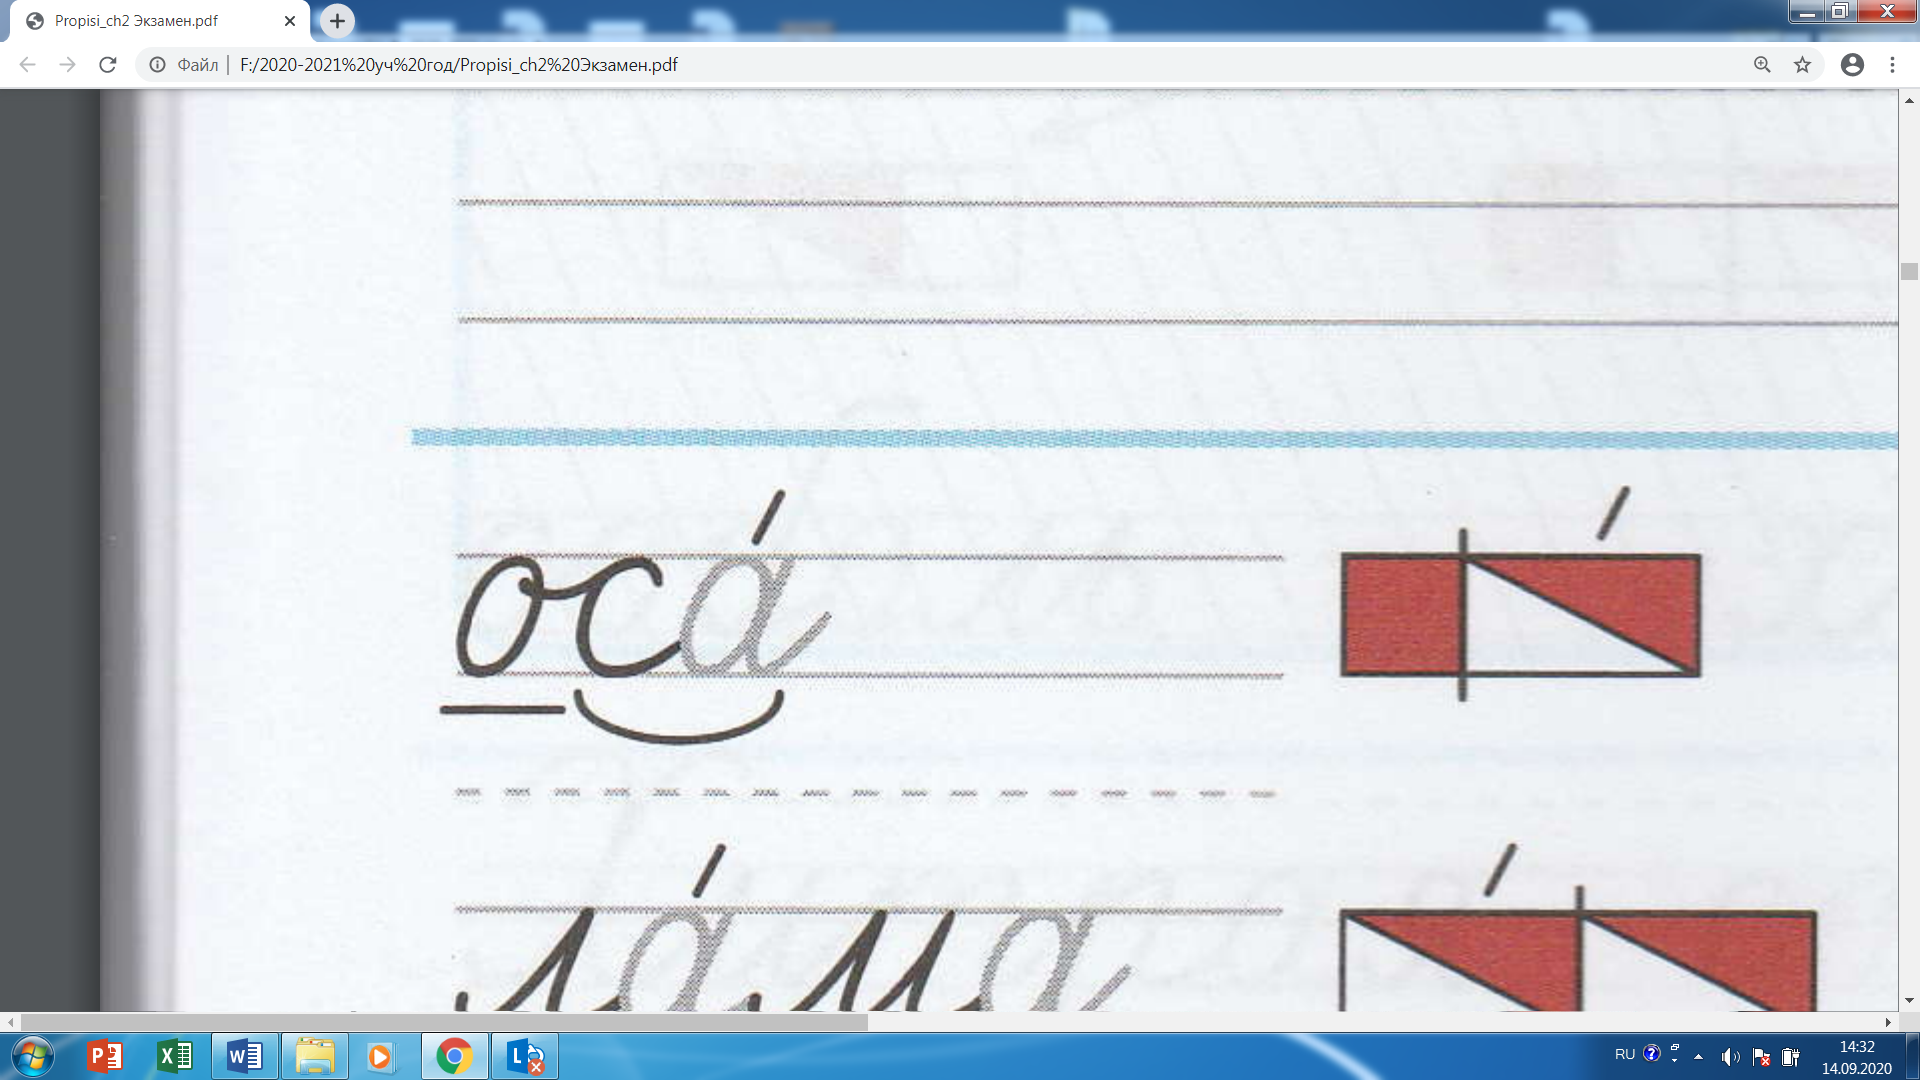 Propisi_ch2 Экзамен.pdf
Файл F:/2020-2021%20уч%20год/Propisi_ch2%20Экзамен.pdf
оса́
ла́ма
RU 14:32
14.09.2020